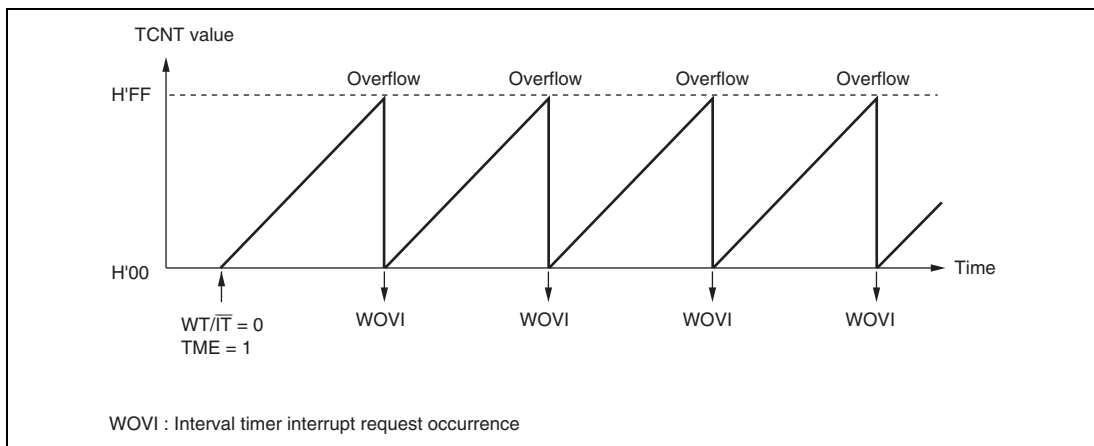 TCNT value
Overflow Overflow Overflow Overflow
H'FF
H'00
Time
WT/I̅T̅ = 0
TME = 1
WOVI WOVI WOVI WOVI
WOVI : Interval timer interrupt request occurrence